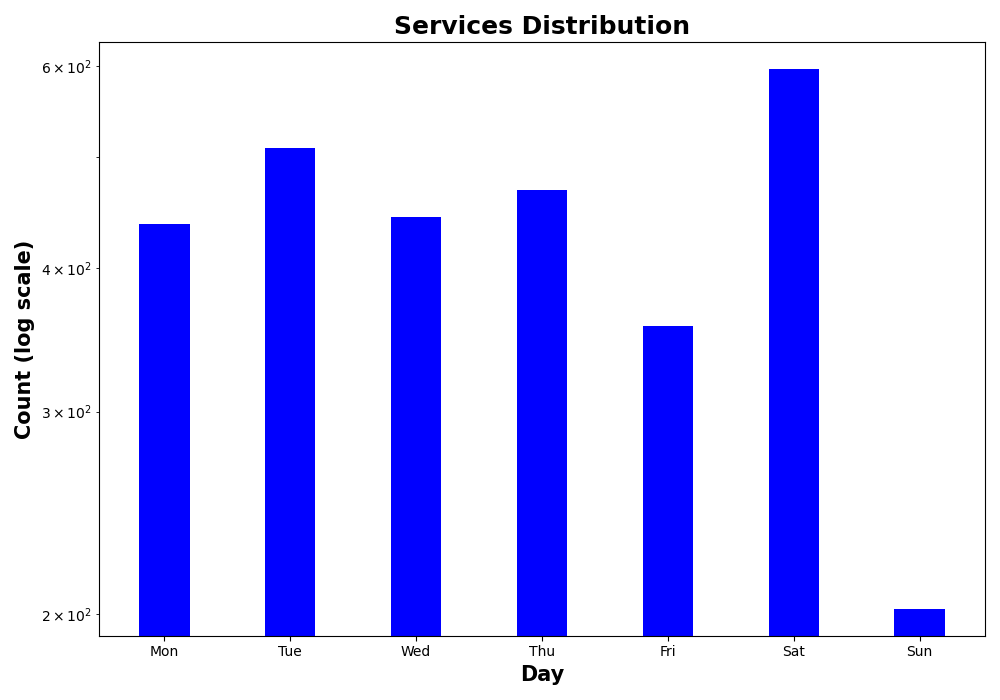 Services Distribution
Count (log scale)
6 × 10²
4 × 10²
3 × 10²
2 × 10²
Mon Tue Wed Thu Fri Sat Sun
Day